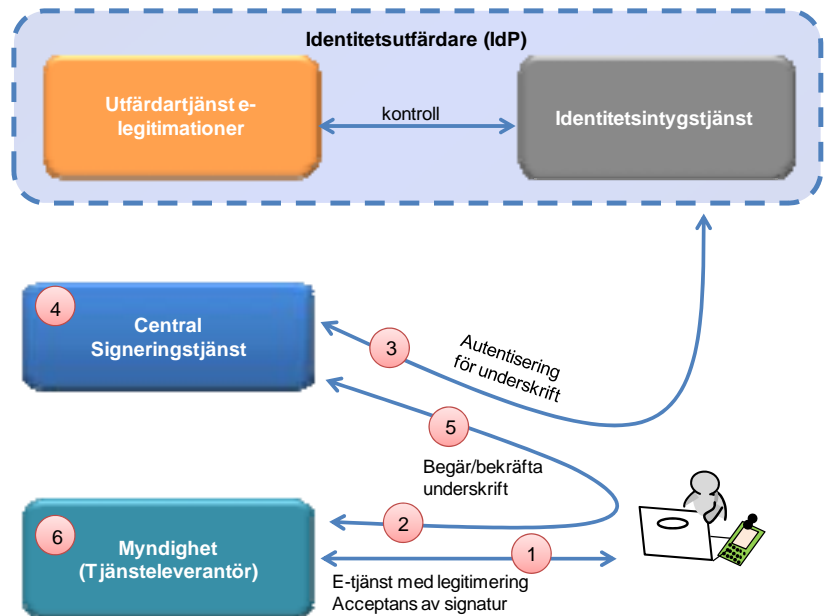 Identitetsutfärdare (IdP)
Utfärdartjänst e-
legitimationer
kontroll
Identitetsintygstjänst
4
Central
Signeringstjänst
3
Autentisering
för underskrift
5
Begär/bekräfta
underskrift
2
6
Myndighet
(Tjänsteleverantör)
1
E-tjänst med legitimering
Acceptans av signatur